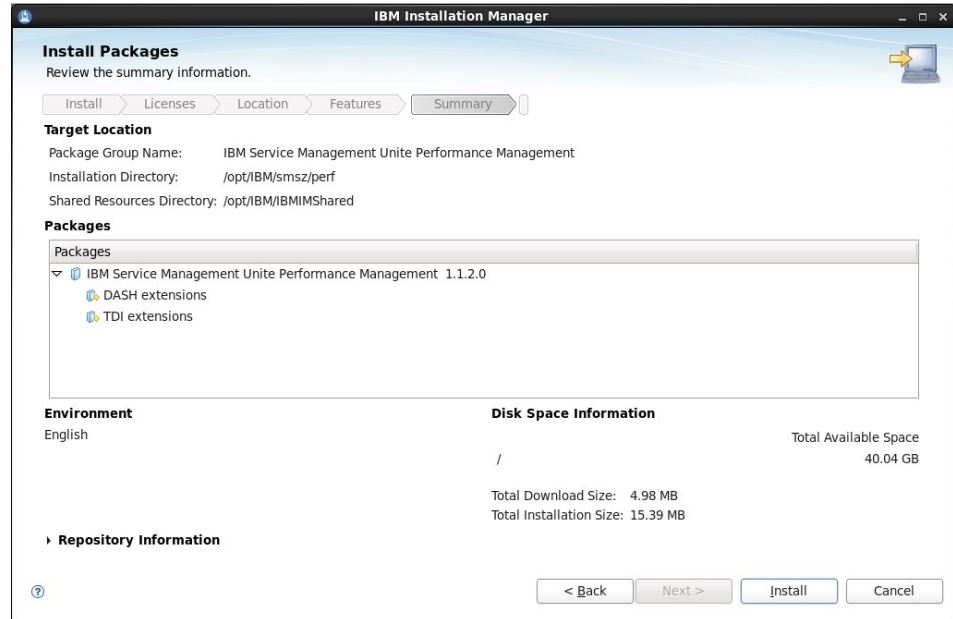 IBM Installation Manager
Install Packages
Review the summary information.
Install Licenses Location Features Summary
Target Location
Package Group Name: IBM Service Management Unite Performance Management
Installation Directory: /opt/IBM/smsz/perf
Shared Resources Directory: /opt/IBM/IBMIMShared
Packages
Packages
IBM Service Management Unite Performance Management 1.1.2.0
DASH extensions
TDI extensions
Environment
English
Disk Space Information
Total Available Space
/ 40.04 GB
Total Download Size: 4.98 MB
Total Installation Size: 15.39 MB
Repository Information
? < Back Next > Install Cancel